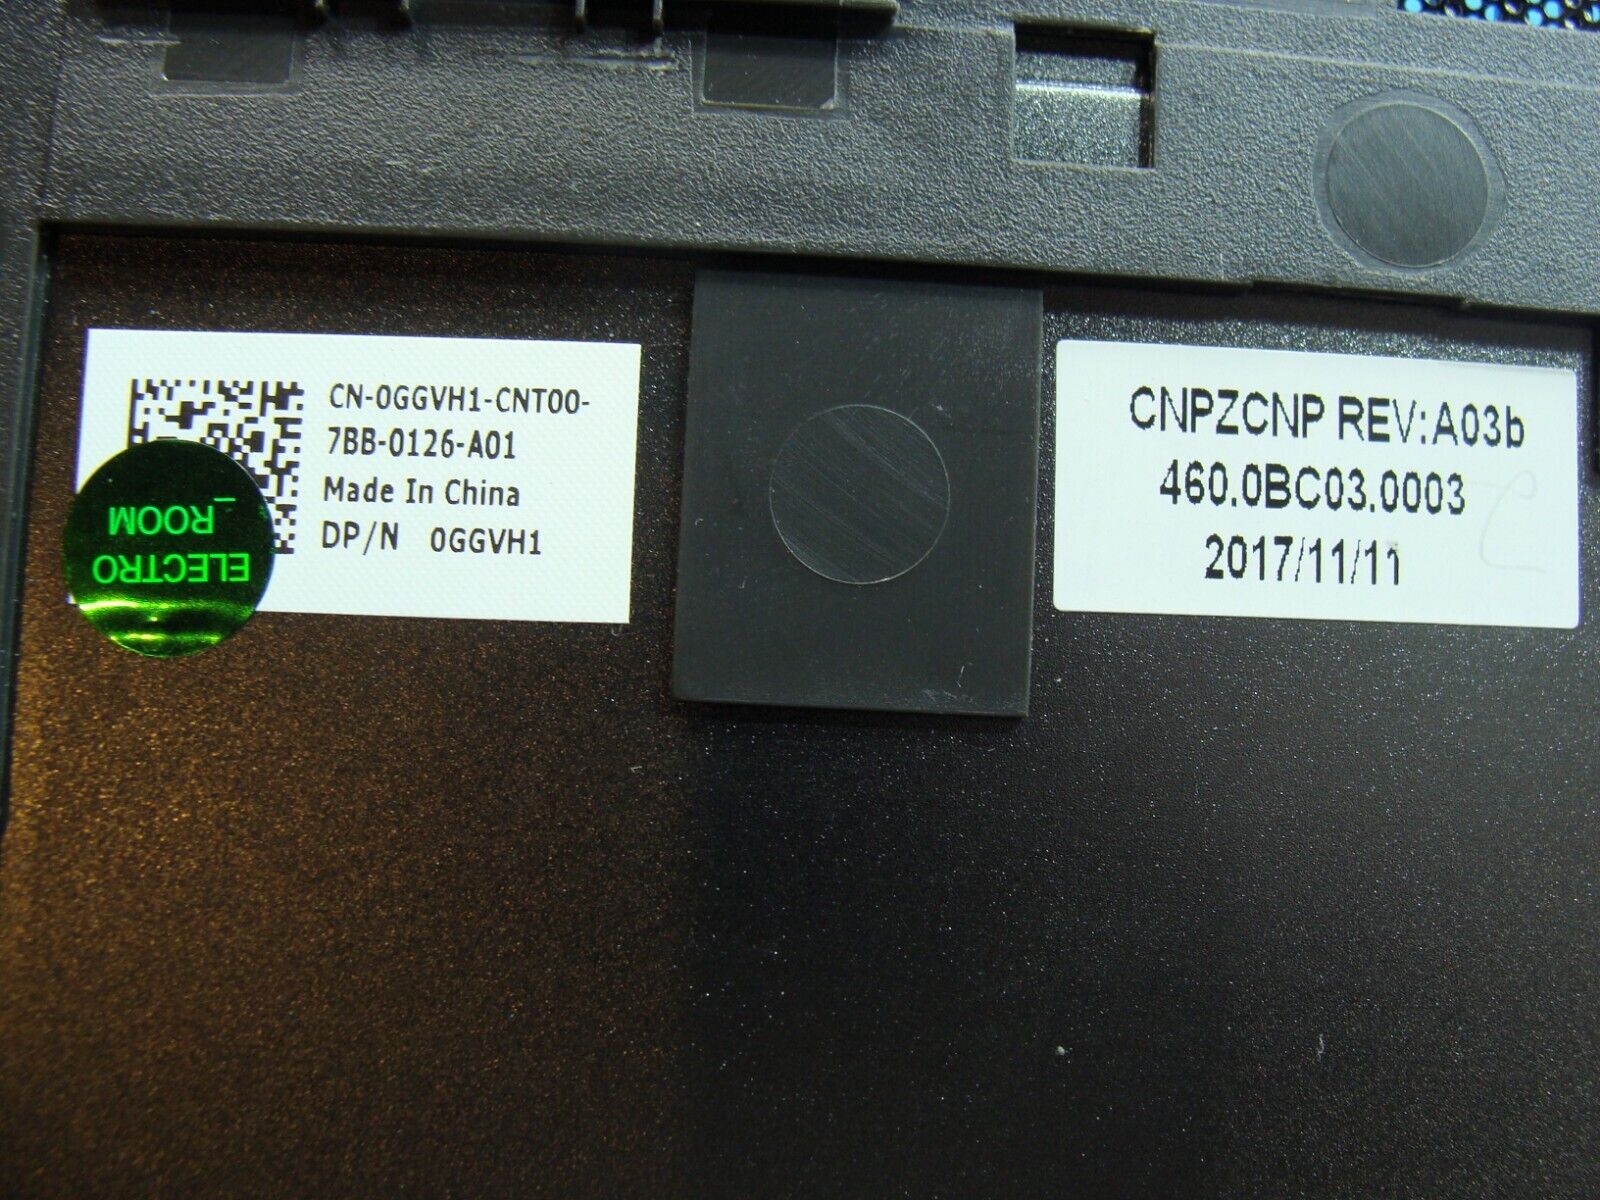 CN-0GGVH1-CNT00-
7BB-0126-A01
Made In China
DP/N 0GGVH1
ELECTRO
_ROOM
CNPZCNP REV:A03b
460.0BC03.0003
2017/11/11